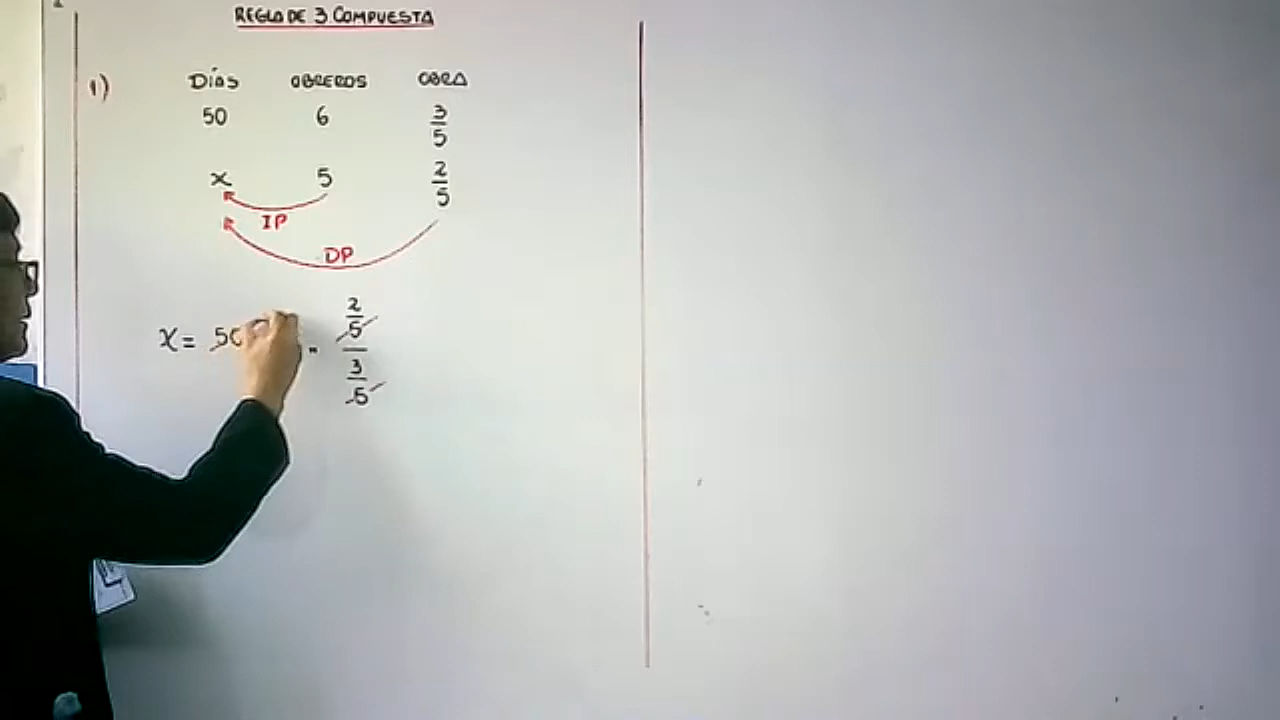 REGLA DE 3 COMPUESTA
1) Días OBREROS OBRA
50 6 3/5
x 5 2/5
IP
DP
x = 50 . 2/5 / 3/5